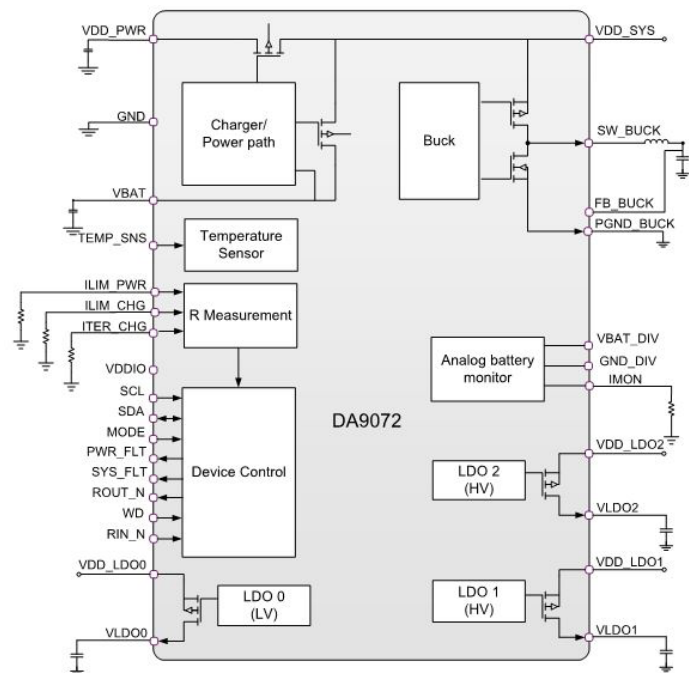 VDD_PWR
VDD_SYS
GND
Charger/
Power path
Buck
SW_BUCK
VBAT
FB_BUCK
PGND_BUCK
TEMP_SNS
Temperature
Sensor
ILIM_PWR
ILIM_CHG
ITER_CHG
R Measurement
VBAT_DIV
GND_DIV
IMON
Analog battery
monitor
VDDIO
SCL
SDA
MODE
PWR_FLT
SYS_FLT
ROUT_N
WD
RIN_N
Device Control
DA9072
VDD_LDO2
LDO 2
(HV)
VLDO2
VDD_LDO0
LDO 0
(LV)
VLDO0
VDD_LDO1
LDO 1
(HV)
VLDO1